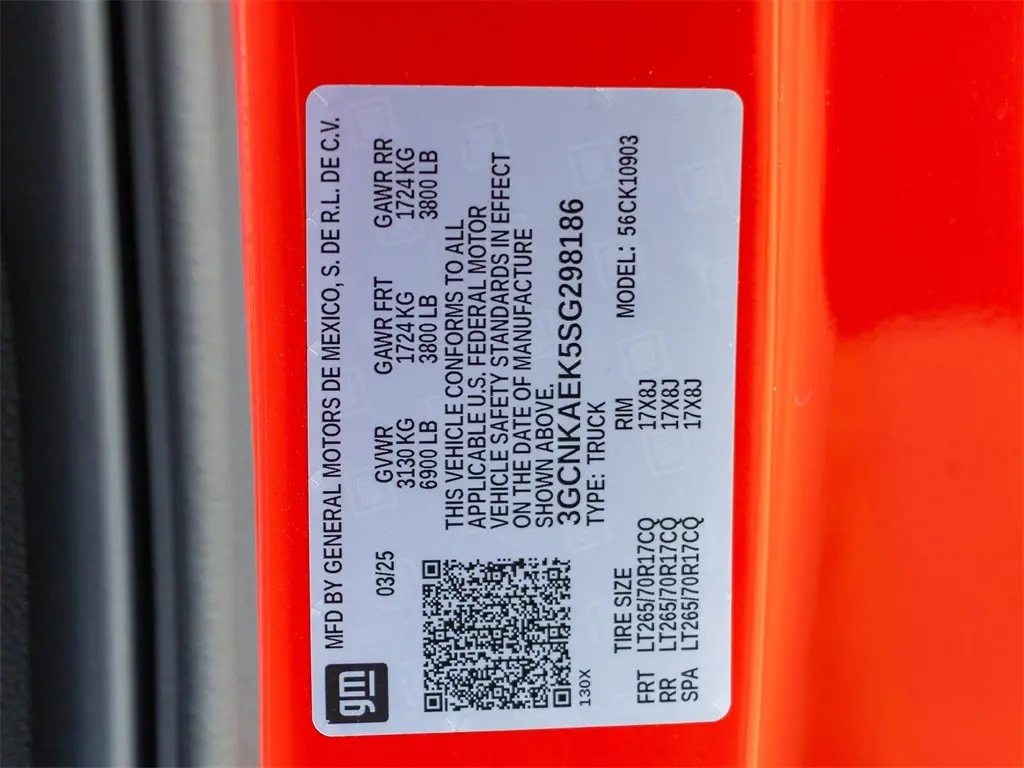 gm
MFD BY GENERAL MOTORS DE MEXICO, S. DE R.L. DE C.V.
03/25
GVWR GAWR FRT GAWR RR
3130 KG 1724 KG 1724 KG
6900 LB 3800 LB 3800 LB
THIS VEHICLE CONFORMS TO ALL
APPLICABLE U.S. FEDERAL MOTOR
VEHICLE SAFETY STANDARDS IN EFFECT
ON THE DATE OF MANUFACTURE
SHOWN ABOVE.
3GCNKAEK5SG298186
TYPE: TRUCK
MODEL: 56CK10903
130X
TIRE SIZE RIM
FRT LT265/70R17CQ 17X8J
RR LT265/70R17CQ 17X8J
SPA LT265/70R17CQ 17X8J